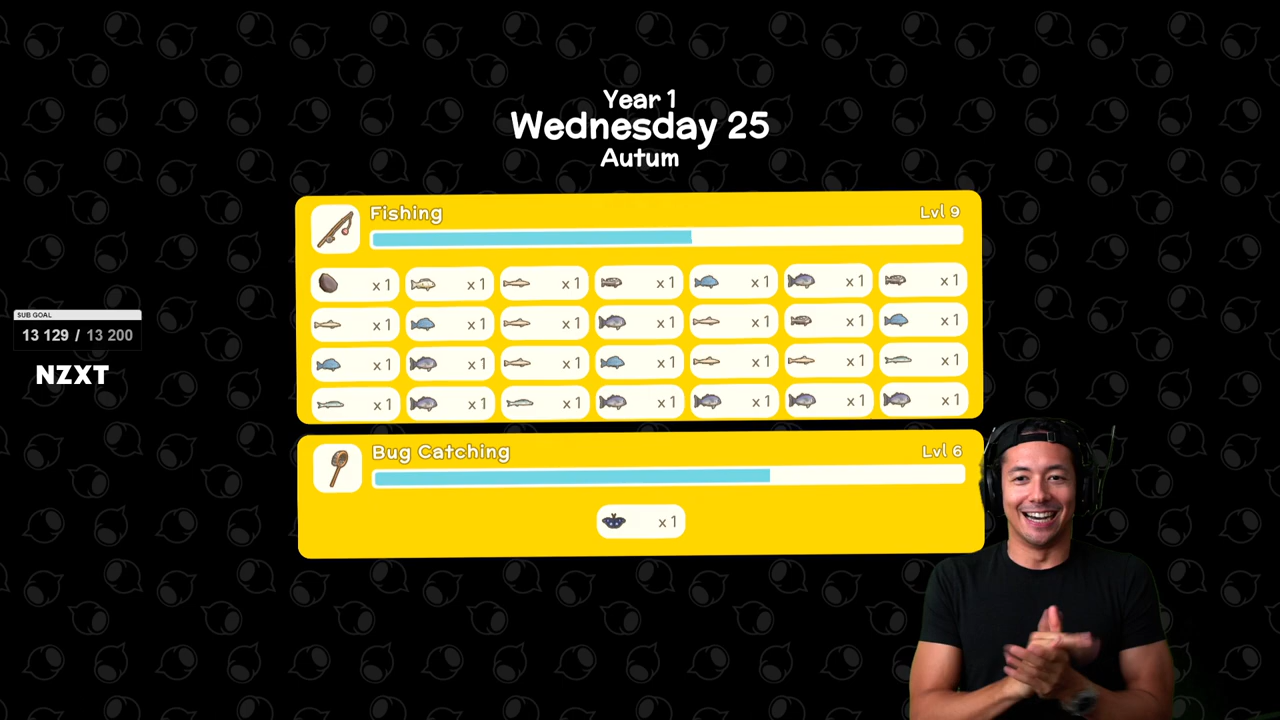 Year 1
Wednesday 25
Autum
Fishing
Lvl 9
x 1 x 1 x 1 x 1 x 1 x 1 x 1
x 1 x 1 x 1 x 1 x 1 x 1 x 1
x 1 x 1 x 1 x 1 x 1 x 1 x 1
x 1 x 1 x 1 x 1 x 1 x 1 x 1
SUB GOAL
13 129 / 13 200
NZXT
Bug Catching
Lvl 6
x 1